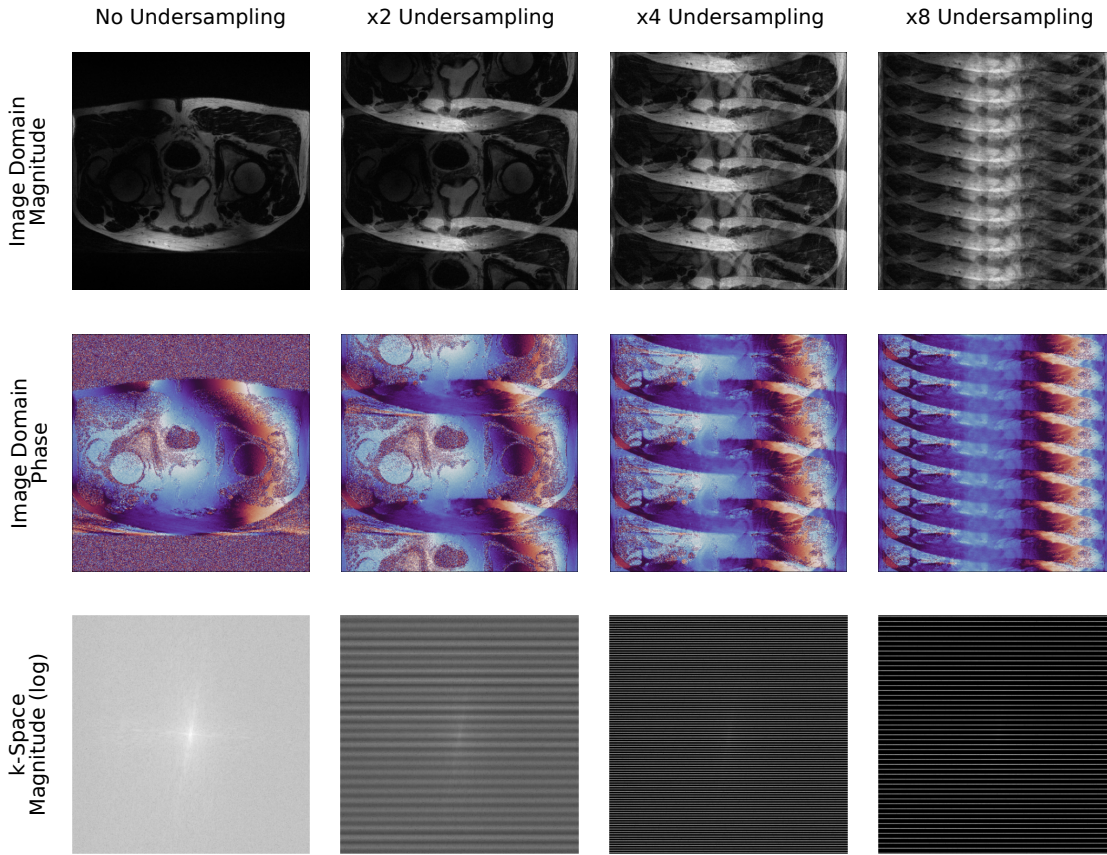 No Undersampling
x2 Undersampling
x4 Undersampling
x8 Undersampling
Image Domain
Magnitude
Image Domain
Phase
k-Space
Magnitude (log)